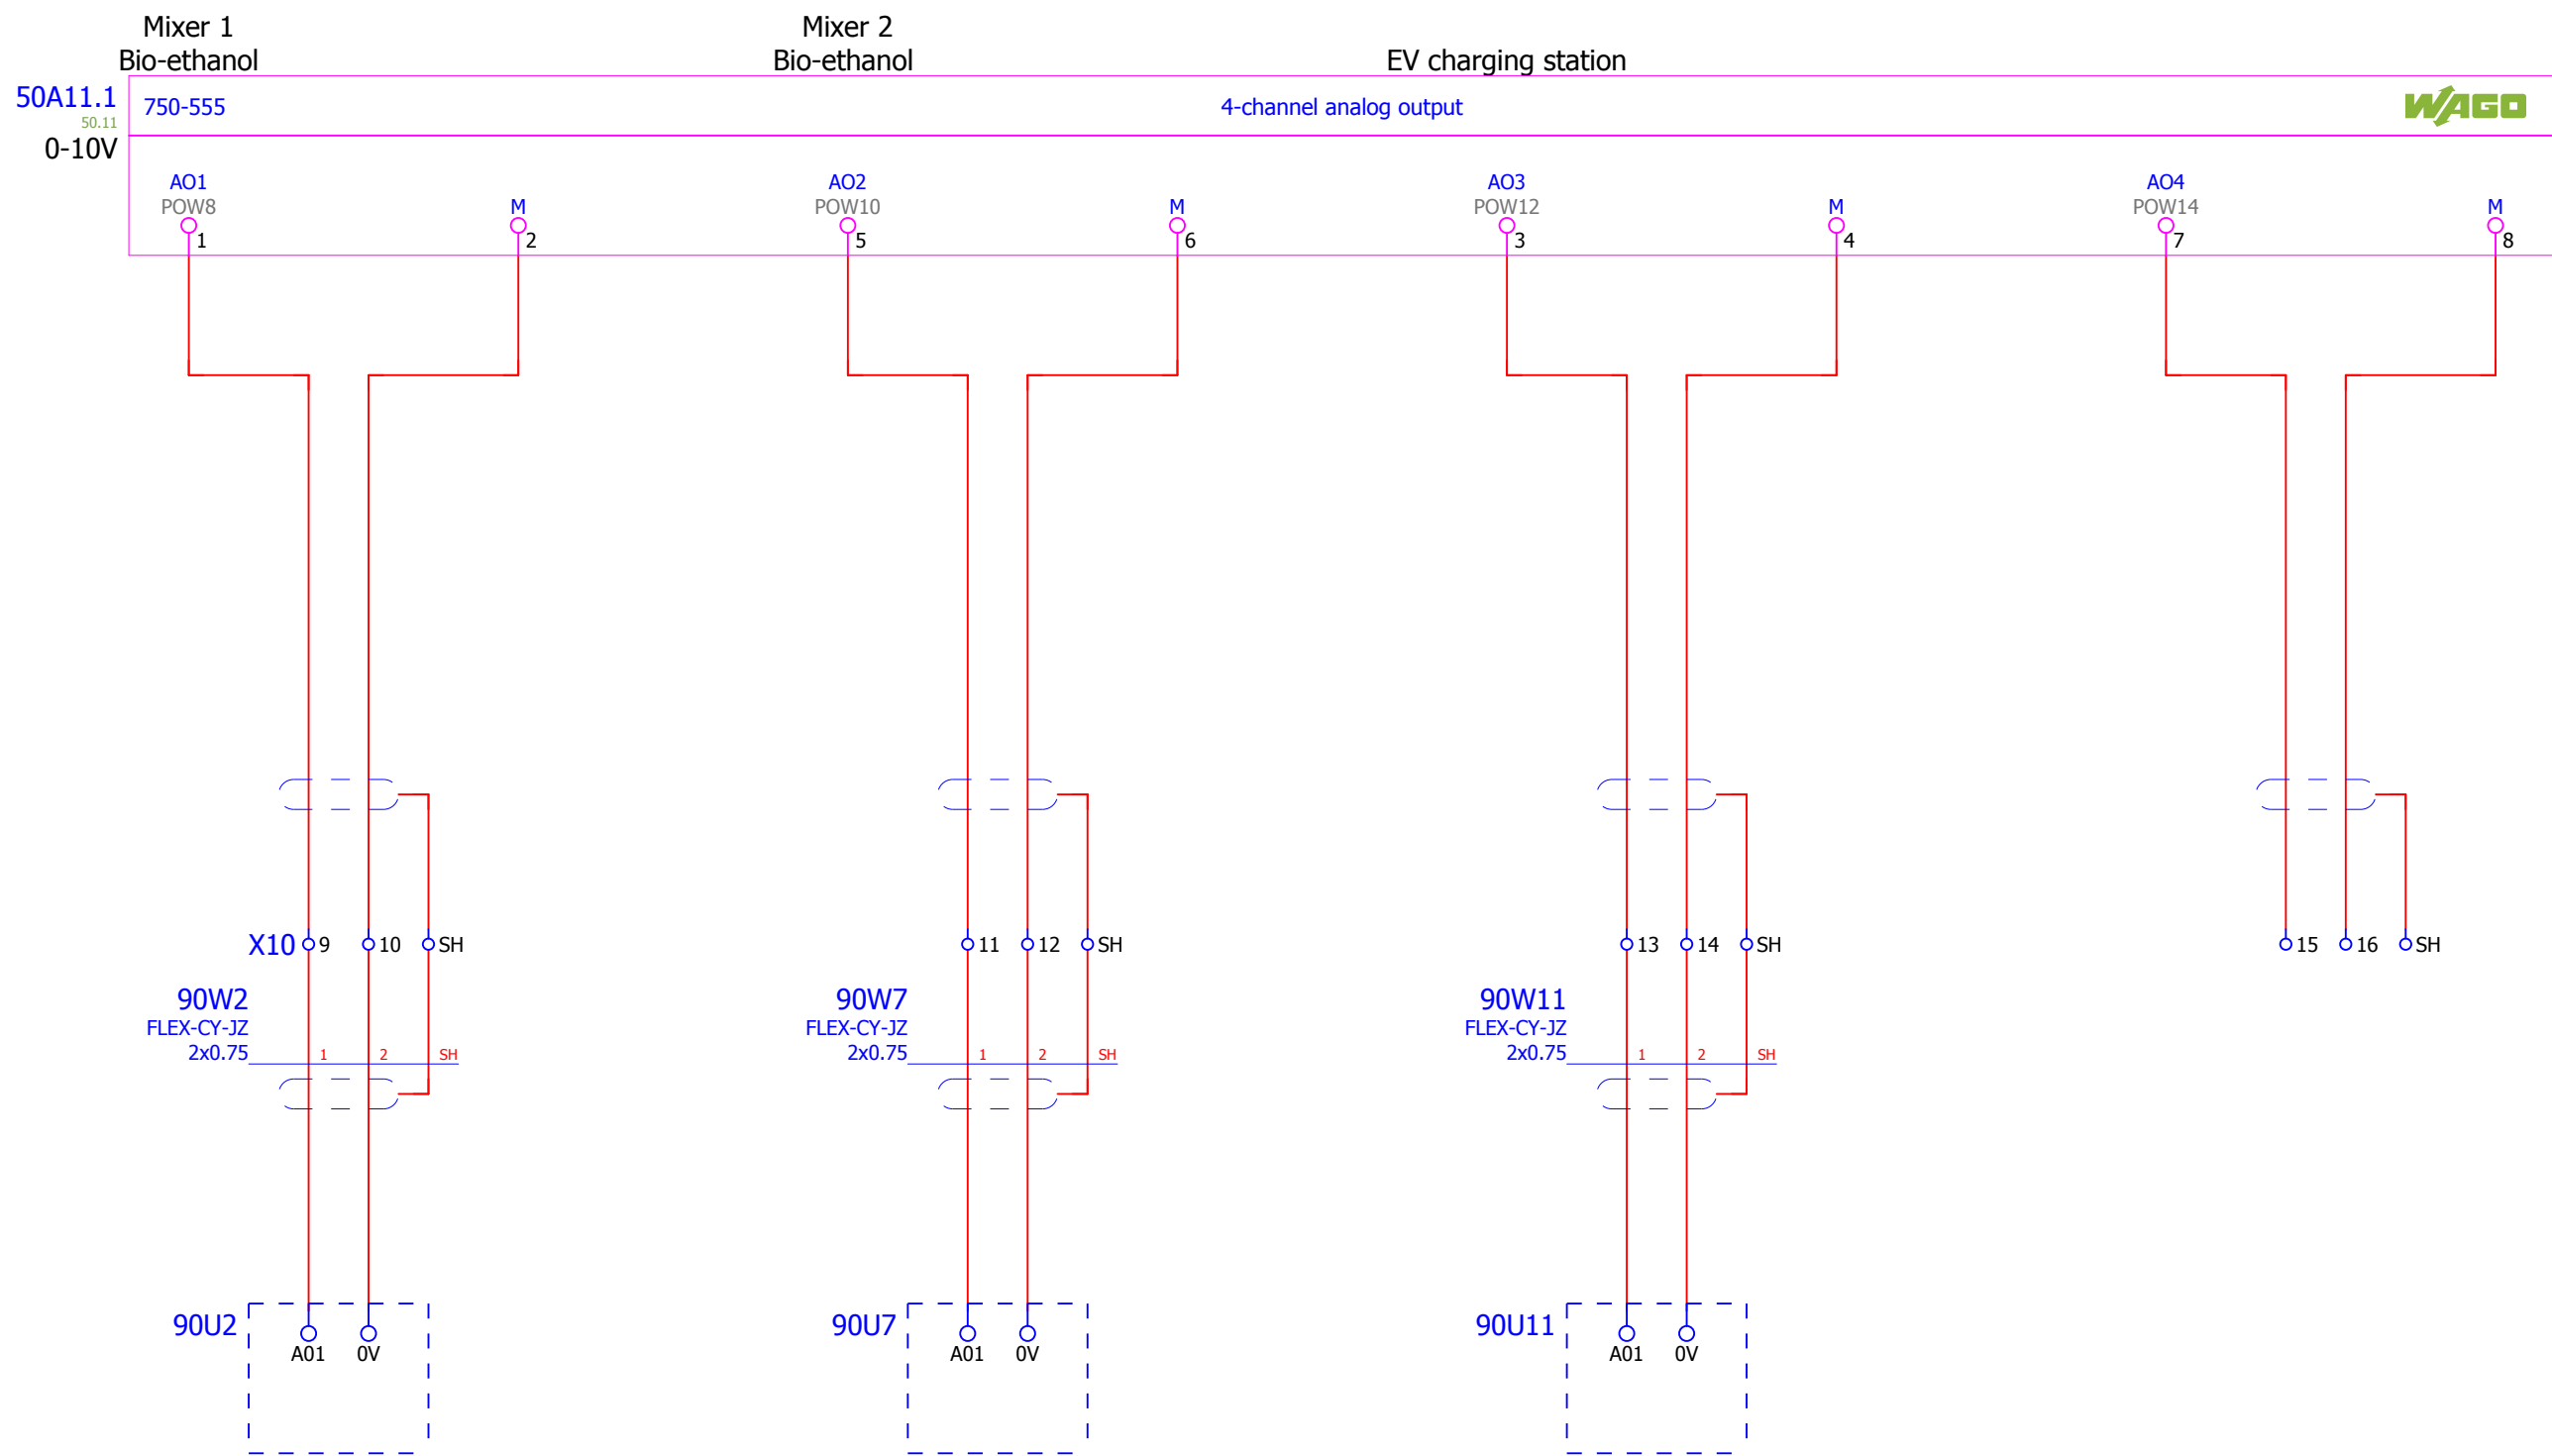 Mixer 1
Bio-ethanol
Mixer 2
Bio-ethanol
EV charging station
50A11.1
50.11
0-10V
750-555
4-channel analog output
WAGO
AO1
POW8
1
M
2
AO2
POW10
5
M
6
AO3
POW12
3
M
4
AO4
POW14
7
M
8
X10 9 10 SH
11 12 SH
13 14 SH
15 16 SH
90W2
FLEX-CY-JZ
2x0.75
1 2 SH
90W7
FLEX-CY-JZ
2x0.75
1 2 SH
90W11
FLEX-CY-JZ
2x0.75
1 2 SH
90U2
A01 0V
90U7
A01 0V
90U11
A01 0V